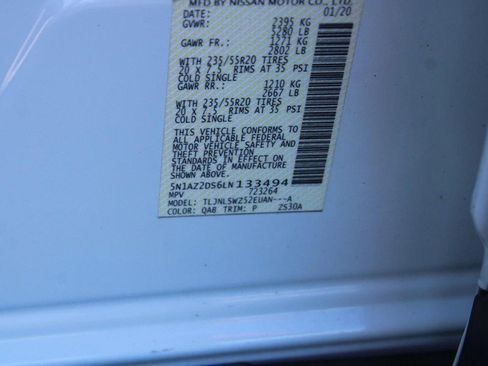 MFD BY NISSAN MOTOR CO., LTD.
DATE: 01/20
GVWR: 2395 KG
5280 LB
GAWR FR.: 1271 KG
2802 LB
WITH 235/55R20 TIRES
20 X 7.5 RIMS AT 35 PSI
COLD SINGLE
GAWR RR.: 1210 KG
2667 LB
WITH 235/55R20 TIRES
20 X 7.5 RIMS AT 35 PSI
COLD SINGLE
THIS VEHICLE CONFORMS TO
ALL APPLICABLE FEDERAL
MOTOR VEHICLE SAFETY AND
THEFT PREVENTION
STANDARDS IN EFFECT ON THE
DATE OF MANUFACTURE
SHOWN ABOVE.
5N1AZ2DS6LN133494
MPV 723264
MODEL: TLJNLSWZ52EUAN---A
COLOR: QAB TRIM: P ZS30A